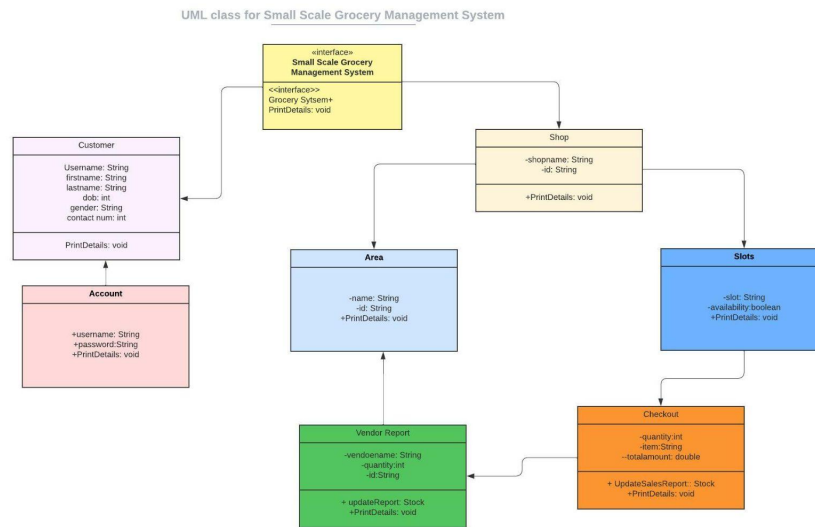 UML class for Small Scale Grocery Management System
«interface»
Small Scale Grocery
Management System
<<interface>>
Grocery Sytsem+
PrintDetails: void
Shop
-shopname: String
-id: String
+PrintDetails: void
Customer
Username: String
firstname: String
lastname: String
dob: int
gender: String
contact num: int
PrintDetails: void
Area
-name: String
-id: String
+PrintDetails: void
Slots
-slot: String
-availability:boolean
+PrintDetails: void
Account
+username: String
+password:String
+PrintDetails: void
Checkout
-quantity:int
-item:String
--totalamount: double
+ UpdateSalesReport:: Stock
+PrintDetails: void
Vendor Report
-vendoename: String
-quantity:int
-id:String
+ updateReport: Stock
+PrintDetails: void